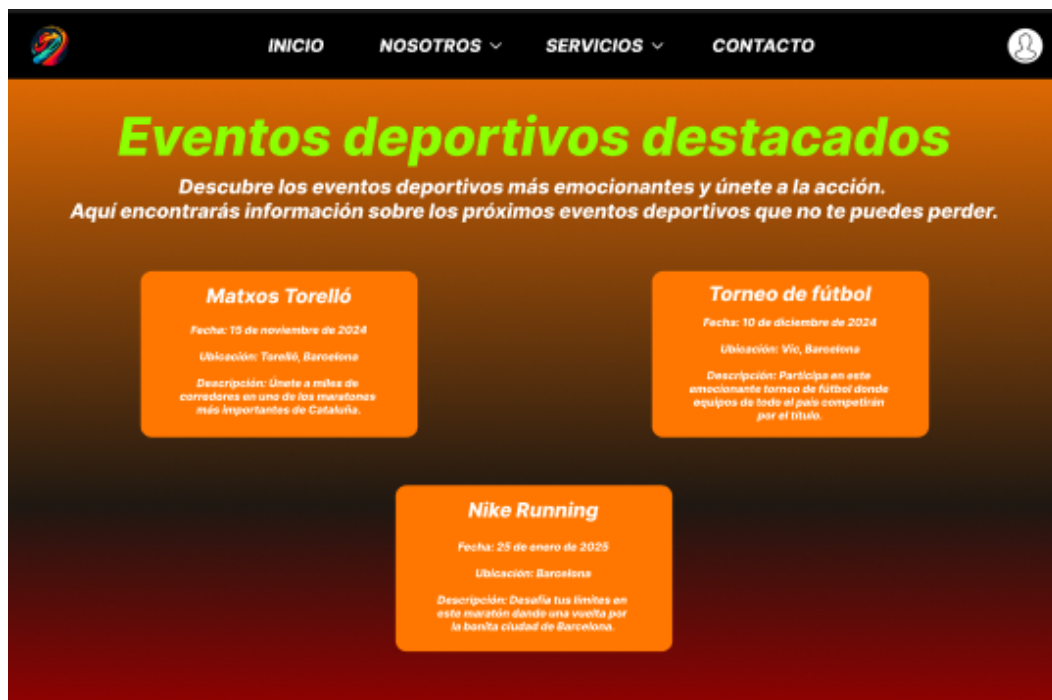 INICIO NOSOTROS SERVICIOS CONTACTO
Eventos deportivos destacados
Descubre los eventos deportivos más emocionantes y únete a la acción.
Aquí encontrarás información sobre los próximos eventos deportivos que no te puedes perder.
Matxos Torelló
Fecha: 15 de noviembre de 2024
Ubicación: Torelló, Barcelona
Descripción: Únete a miles de
corredores en uno de los maratones
más importantes de Cataluña.
Torneo de fútbol
Fecha: 10 de diciembre de 2024
Ubicación: Vic, Barcelona
Descripción: Participa en este
emocionante torneo de fútbol donde
equipos de todo el país competirán
por el título.
Nike Running
Fecha: 25 de enero de 2025
Ubicación: Barcelona
Descripción: Desafía tus límites en
este maratón dando una vuelta por
la bonita ciudad de Barcelona.